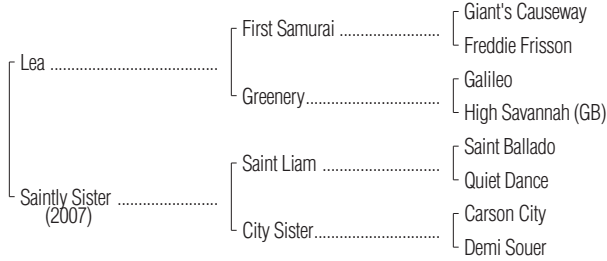 Giant's Causeway
First Samurai ....................
Freddie Frisson
Lea ..................................
Galileo
Greenery...........................
High Savannah (GB)
Saint Ballado
Saint Liam ........................
Quiet Dance
Saintly Sister ....................
(2007)
Carson City
City Sister.........................
Demi Souer